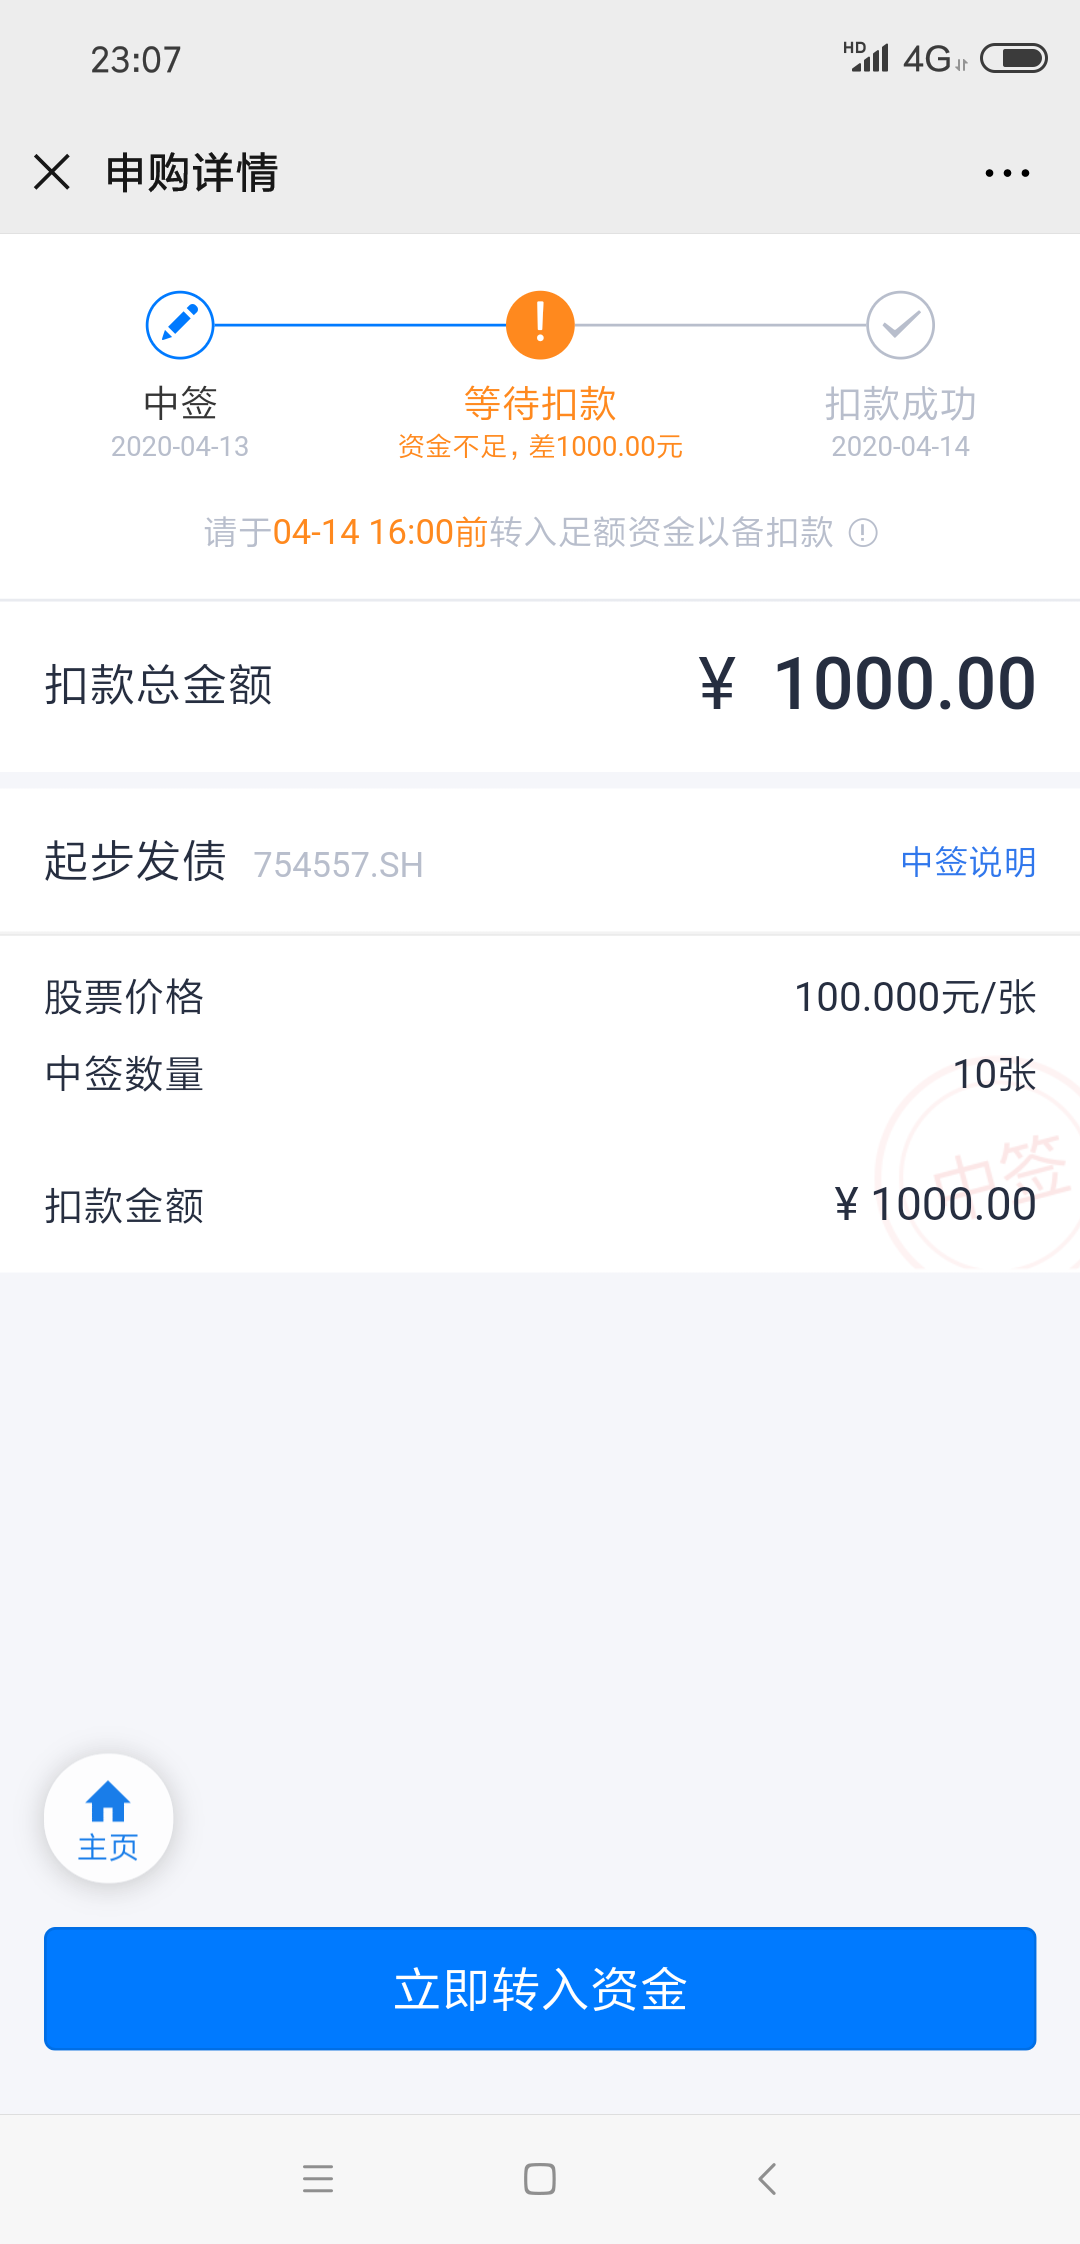 23:07 HD 4G
申购详情
中签 等待扣款 扣款成功
2020-04-13 资金不足，差1000.00元 2020-04-14
请于04-14 16:00前转入足额资金以备扣款
扣款总金额 ¥ 1000.00
起步发债 754557.SH 中签说明
股票价格 100.000元/张
中签数量 10张
中签
扣款金额 ¥ 1000.00
主页
立即转入资金